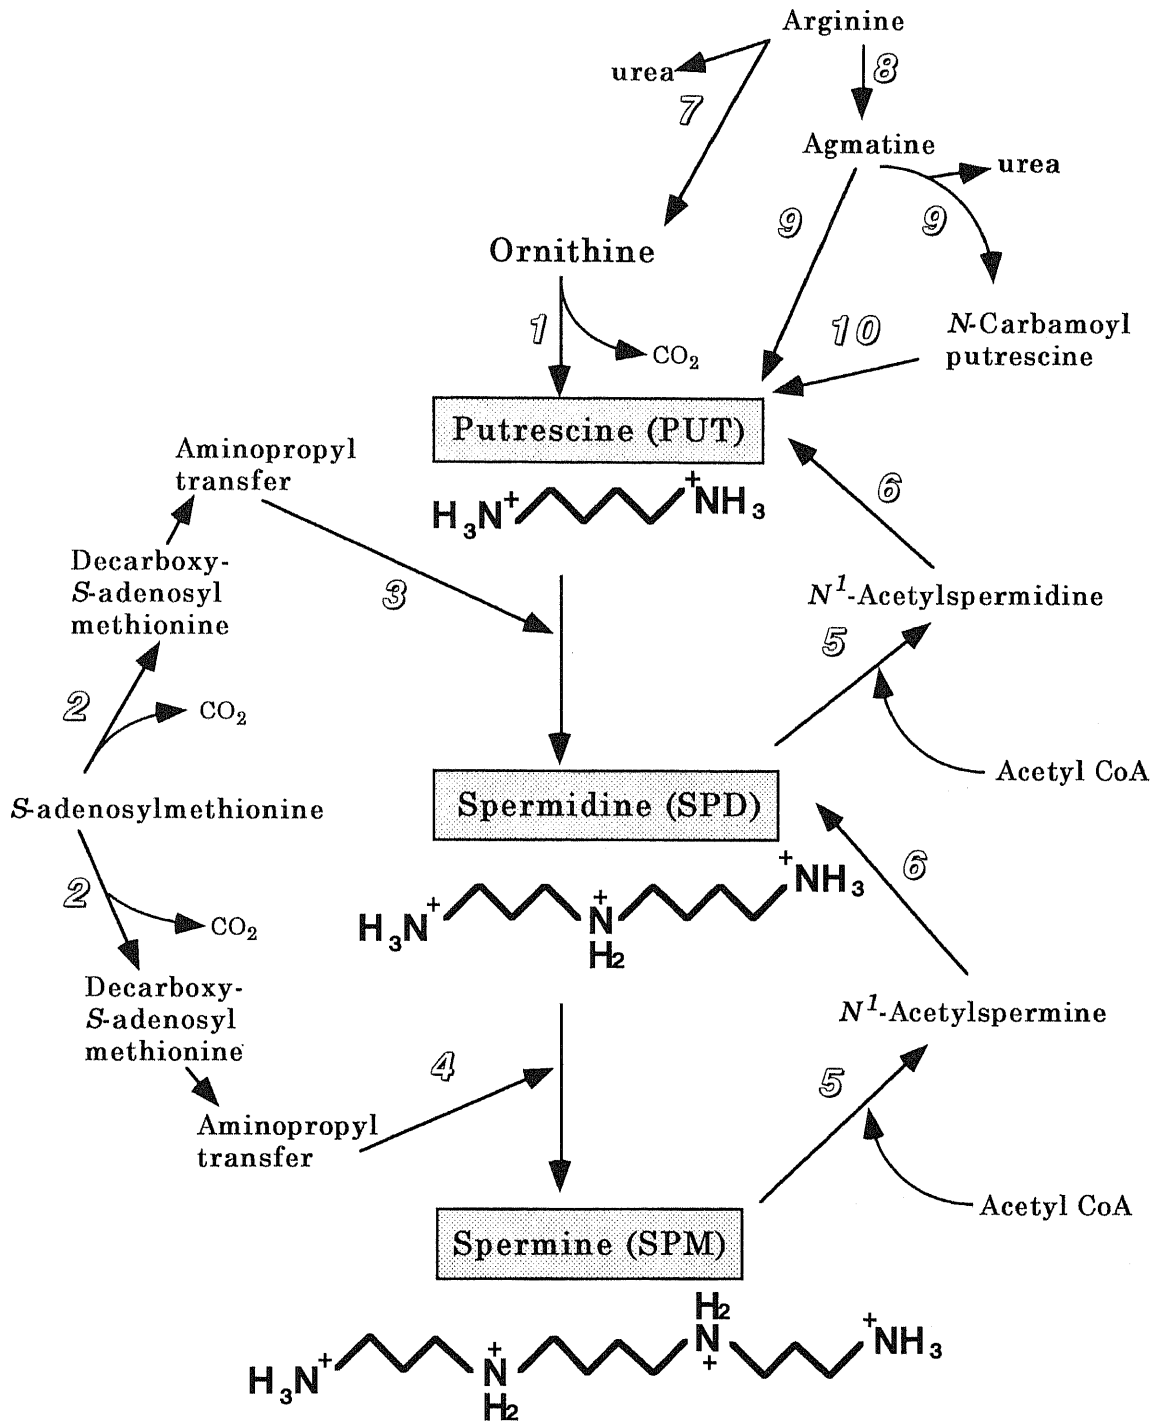 Arginine
urea
8
7
Agmatine
urea
9
9
Ornithine
1
CO2
10
N-Carbamoyl
putrescine
Putrescine (PUT)
H3N+
+NH3
Aminopropyl
transfer
6
Decarboxy-
S-adenosyl
methionine
3
N1-Acetylspermidine
5
2
CO2
Acetyl CoA
S-adenosylmethionine
Spermidine (SPD)
6
2
CO2
H3N+
+
N
H2
+NH3
Decarboxy-
S-adenosyl
methionine
N1-Acetylspermine
4
5
Aminopropyl
transfer
Acetyl CoA
Spermine (SPM)
H3N+
+
N
H2
H2
N
+
+NH3